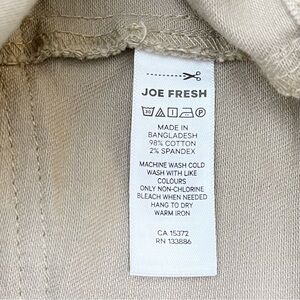 JOE FRESH
MADE IN
BANGLADESH
98% COTTON
2% SPANDEX
MACHINE WASH COLD
WASH WITH LIKE
COLOURS
ONLY NON-CHLORINE
BLEACH WHEN NEEDED
HANG TO DRY
WARM IRON
CA 15372
RN 133886